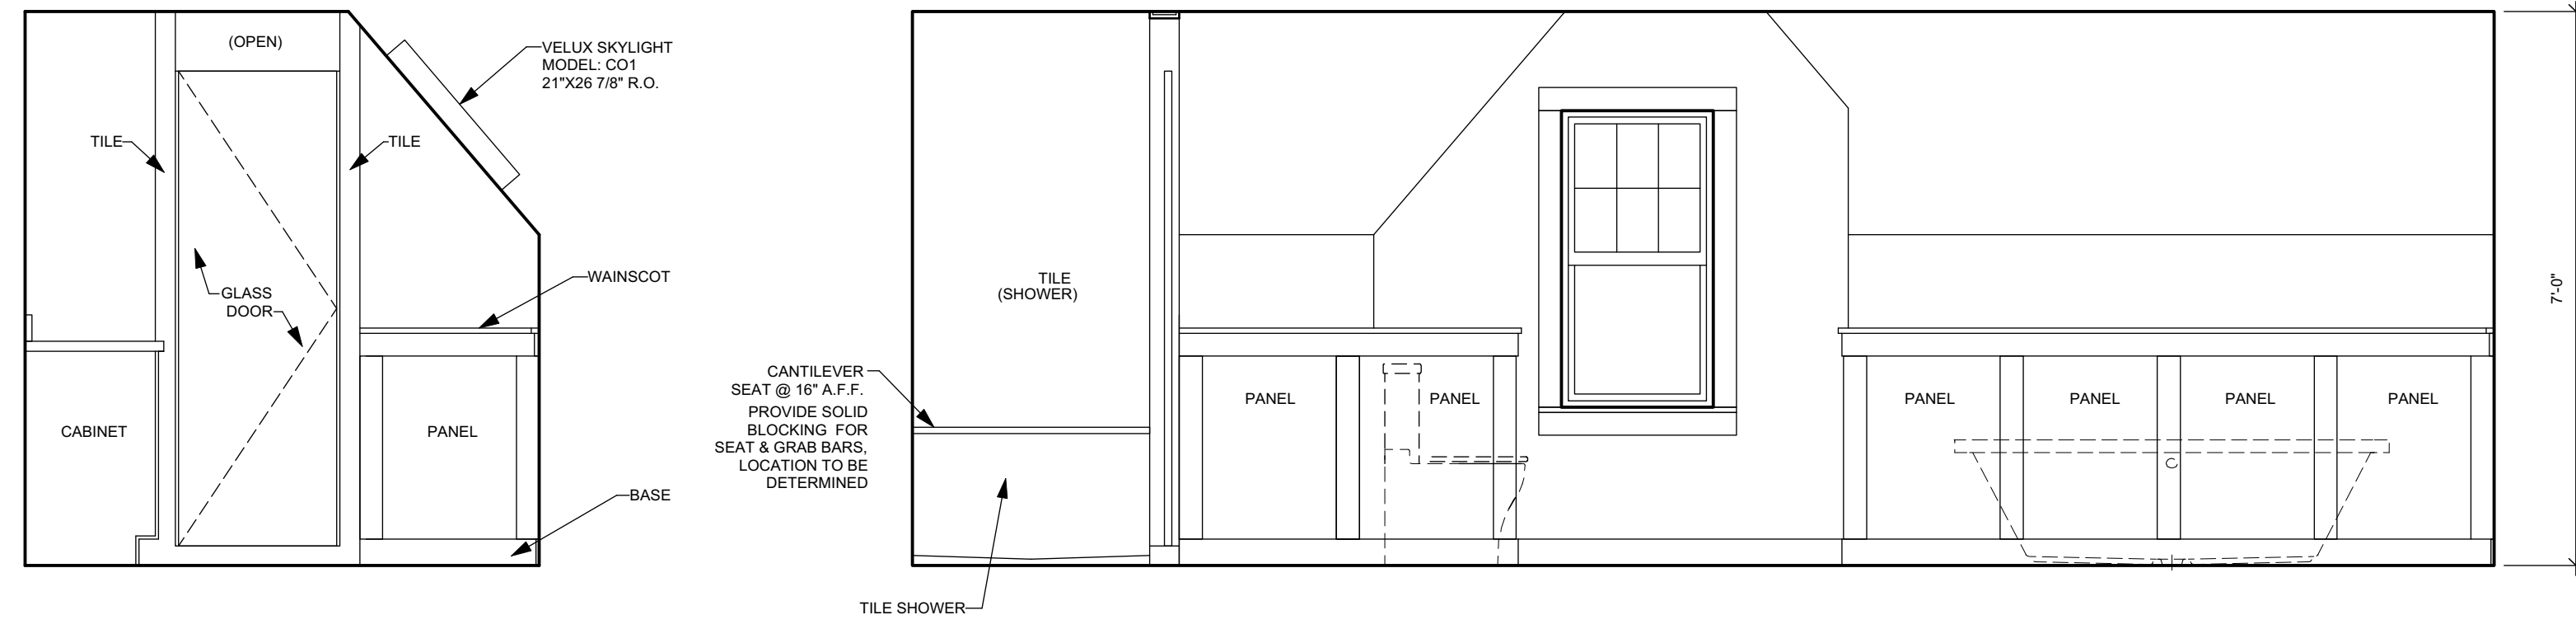 (OPEN)
VELUX SKYLIGHT
MODEL: CO1
21"X26 7/8" R.O.
TILE
TILE
GLASS
DOOR
WAINSCOT
CABINET
PANEL
BASE
TILE
(SHOWER)
CANTILEVER
SEAT @ 16" A.F.F.
PROVIDE SOLID
BLOCKING FOR
SEAT & GRAB BARS,
LOCATION TO BE
DETERMINED
TILE SHOWER
PANEL
PANEL
PANEL
PANEL
PANEL
PANEL
7'-0"